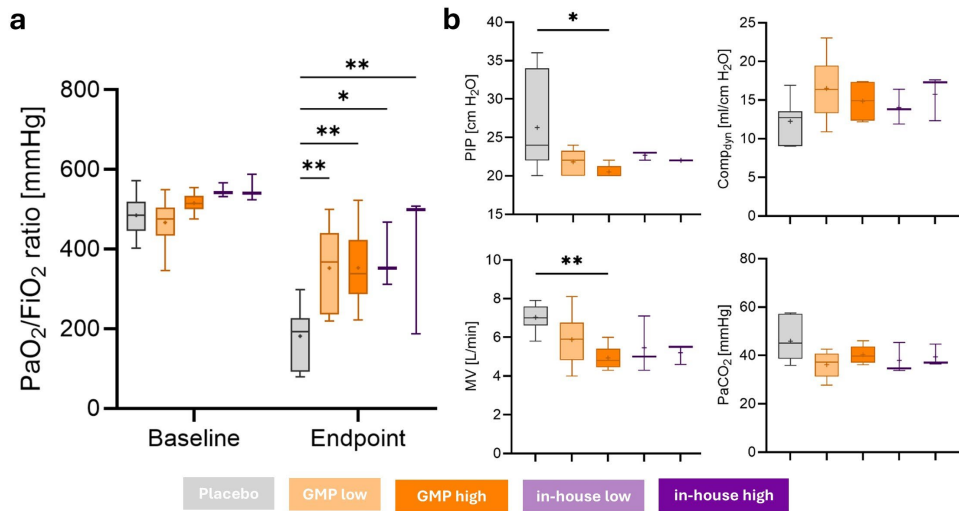 a
PaO2/FiO2 ratio [mmHg]
800
600
400
200
0
Baseline
Endpoint
**
*
**
**
b
PIP [cm H2O]
40
35
30
25
20
15
*
Compdyn [ml/cm H2O]
25
20
15
10
5
0
MV [L/min]
10
8
6
4
2
0
**
PaCO2 [mmHg]
80
60
40
20
0
Placebo
GMP low
GMP high
in-house low
in-house high